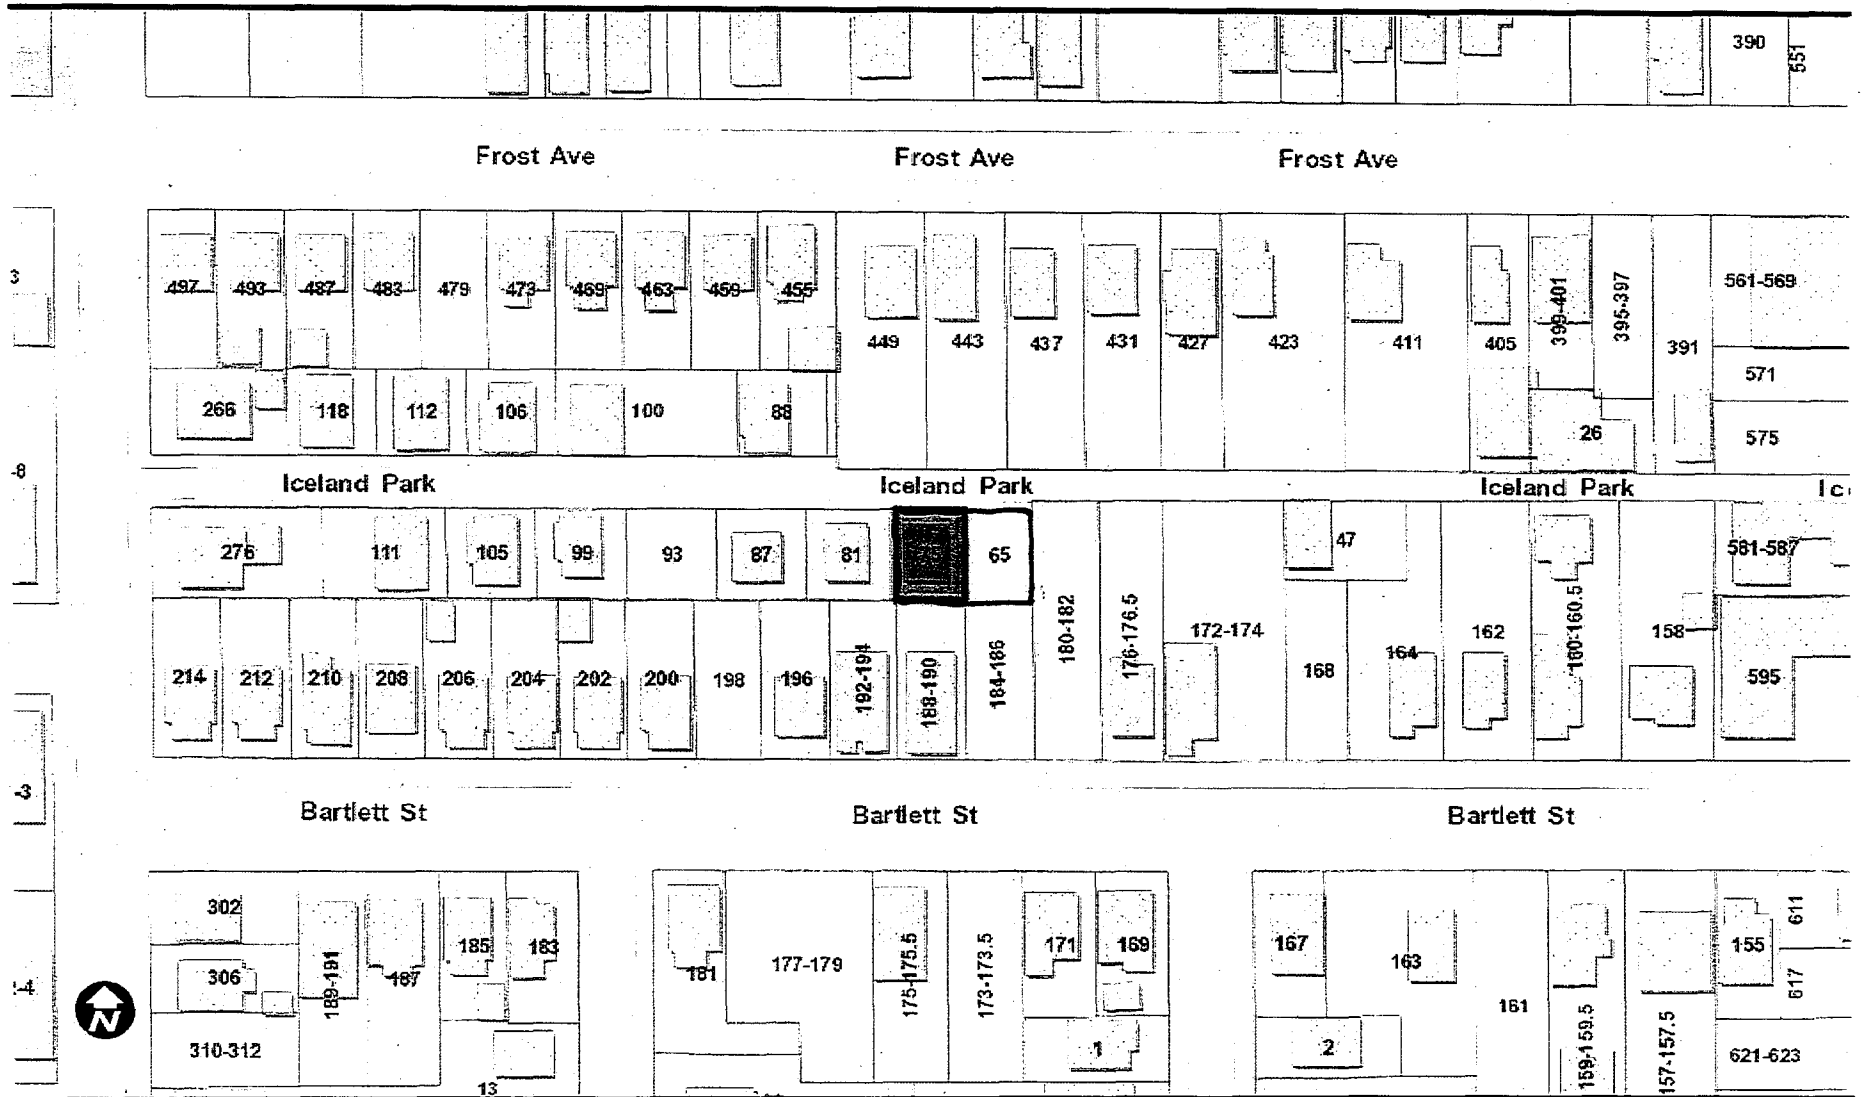 390 551
Frost Ave Frost Ave Frost Ave
3
497 493 487 483 479 473 469 463 459 455 399-401 395-397 561-569
449 443 437 431 427 423 411 405 391
571
266 118 112 106 100 88 26 575
-8
Iceland Park Iceland Park Iceland Park
276 111 105 99 93 87 81 65 47 581-587
180-182 176-176.5 172-174 162 160-160.5 158
214 212 210 208 206 204 202 200 198 196 192-194 188-190 184-186 168 164 595
-3
Bartlett St Bartlett St Bartlett St
302 611
185 183 171 169 167 155
306 189-191 187 181 177-179 175-175.5 173-173.5 163 617
-4
N
161
310-312 1 2 159-159.5 157-157.5 621-623
13